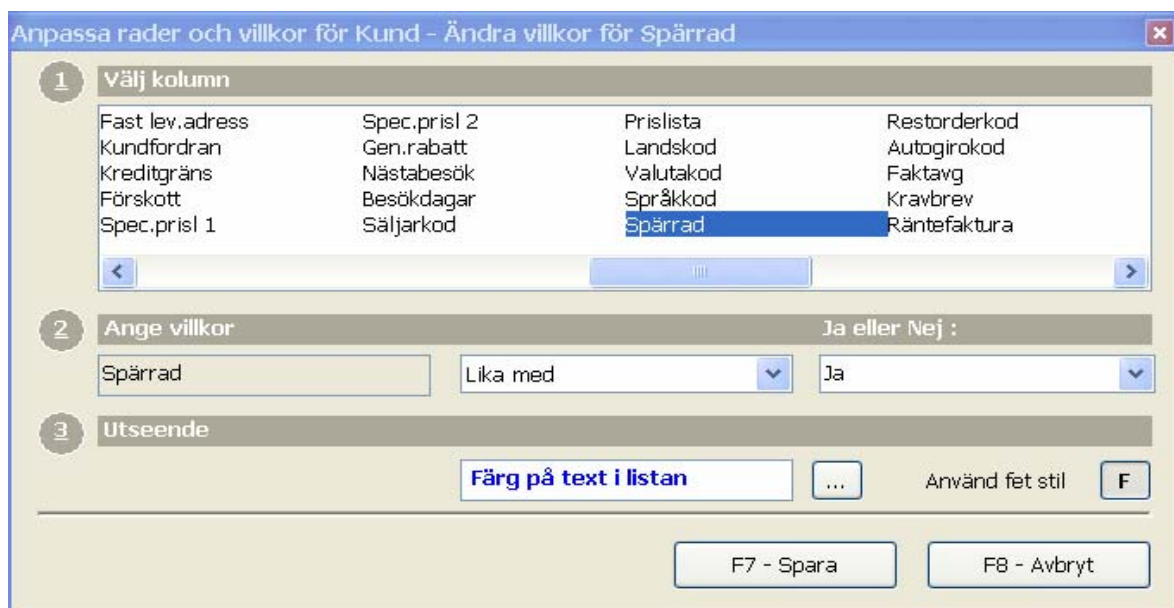 Anpassa rader och villkor för Kund - Ändra villkor för Spärrad
1 Välj kolumn
Fast lev.adress Spec.prisl 2 Prislista Restorderkod
Kundfordran Gen.rabatt Landskod Autogirokod
Kreditgräns Nästabesök Valutakod Faktavg
Förskott Besökdagar Språkkod Kravbrev
Spec.prisl 1 Säljarkod Spärrad Räntefaktura
2 Ange villkor Ja eller Nej :
Spärrad Lika med Ja
3 Utseende
Färg på text i listan ... Använd fet stil F
F7 - Spara F8 - Avbryt